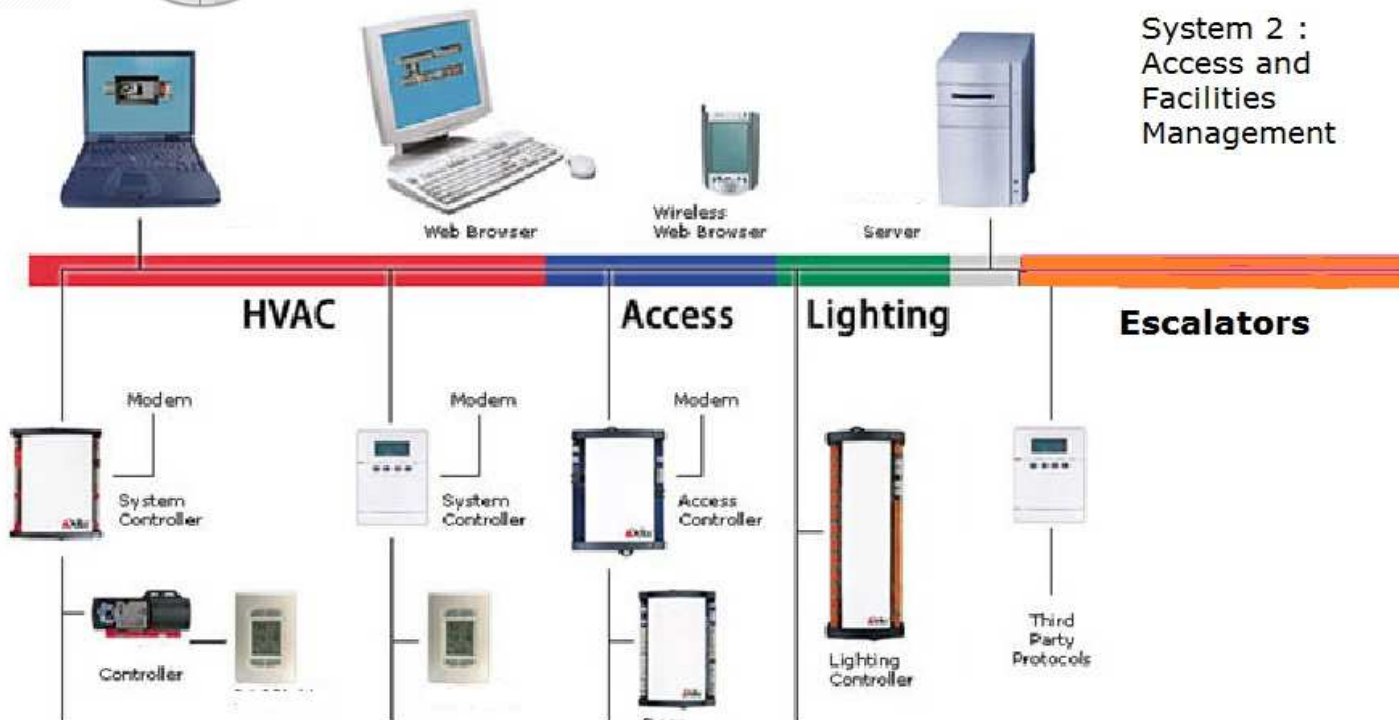 System 2 :
Access and
Facilities
Management
Web Browser
Wireless
Web Browser
Server
HVAC
Access
Lighting
Escalators
Modem
Modem
Modem
System
Controller
System
Controller
Access
Controller
Controller
Lighting
Controller
Third
Party
Protocols